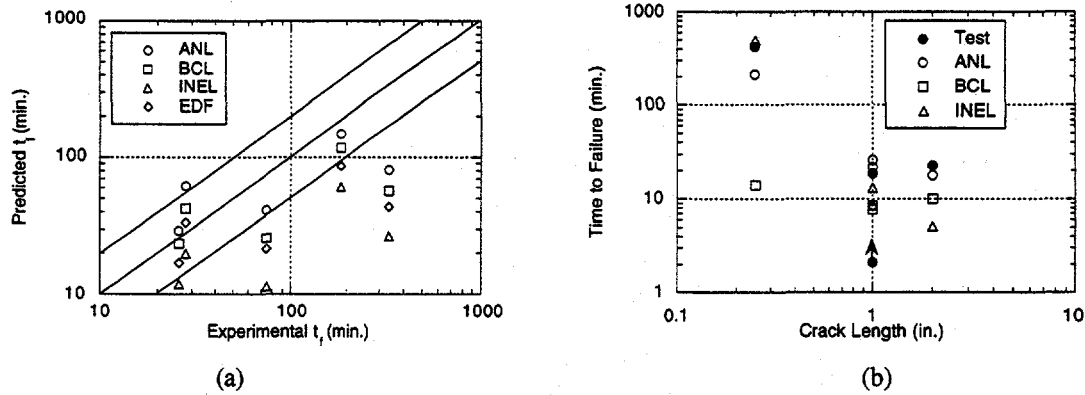 1000
100
10
Predicted t_f (min.)
ANL
BCL
INEL
EDF
10
100
1000
Experimental t_f (min.)
(a)
1000
100
10
1
Time to Failure (min.)
Test
ANL
BCL
INEL
0.1
1
10
Crack Length (in.)
(b)